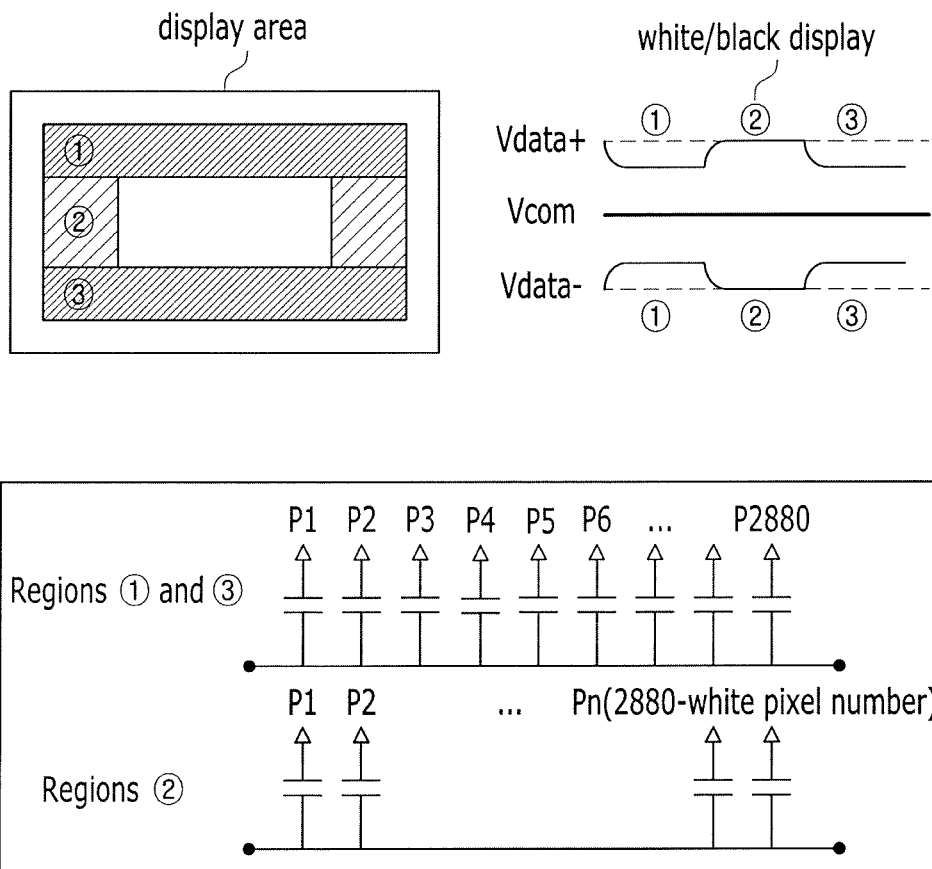 display area
white/black display
①
②
③
Vdata+
① ② ③
Vcom
Vdata-
① ② ③
P1 P2 P3 P4 P5 P6 ... P2880
Regions ① and ③
P1 P2 ... Pn(2880-white pixel number)
Regions ②